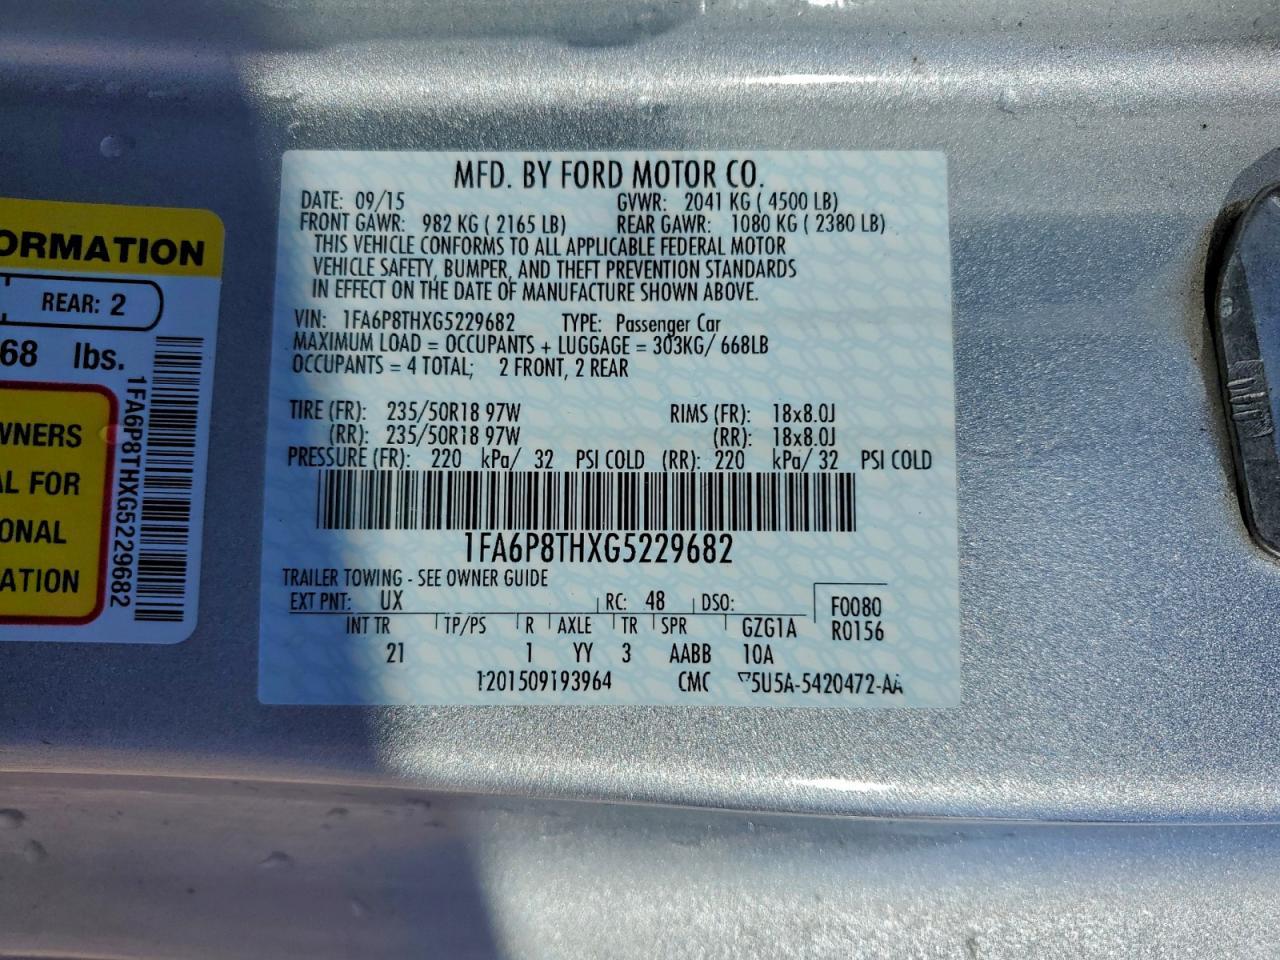 ORMATION
REAR: 2
68 lbs.
WNERS
AL FOR
ONAL
ATION
1FA6P8THXG5229682
MFD. BY FORD MOTOR CO.
DATE: 09/15 GVWR: 2041 KG ( 4500 LB)
FRONT GAWR: 982 KG ( 2165 LB) REAR GAWR: 1080 KG ( 2380 LB)
THIS VEHICLE CONFORMS TO ALL APPLICABLE FEDERAL MOTOR
VEHICLE SAFETY, BUMPER, AND THEFT PREVENTION STANDARDS
IN EFFECT ON THE DATE OF MANUFACTURE SHOWN ABOVE.
VIN: 1FA6P8THXG5229682 TYPE: Passenger Car
MAXIMUM LOAD = OCCUPANTS + LUGGAGE = 303KG/ 668LB
OCCUPANTS = 4 TOTAL; 2 FRONT, 2 REAR
TIRE (FR): 235/50R18 97W RIMS (FR): 18x8.0J
(RR): 235/50R18 97W (RR): 18x8.0J
PRESSURE (FR): 220 kPa/ 32 PSI COLD (RR): 220 kPa/ 32 PSI COLD
1FA6P8THXG5229682
TRAILER TOWING - SEE OWNER GUIDE
EXT PNT: UX RC: 48 DSO: F0080
INT TR TP/PS R AXLE TR SPR GZG1A R0156
21 1 YY 3 AABB 10A
1201509193964 CMC 5U5A-5420472-AA